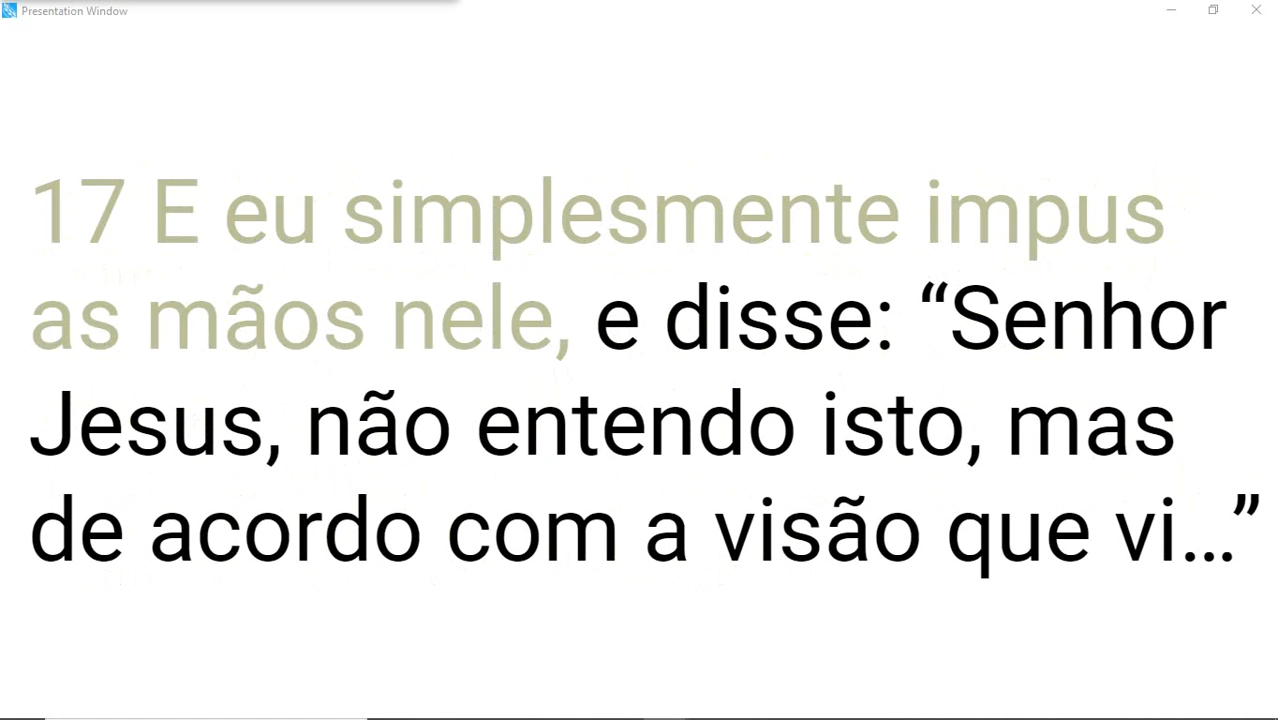 Presentation Window
17 E eu simplesmente impus
as mãos nele, e disse: “Senhor
Jesus, não entendo isto, mas
de acordo com a visão que vi...”